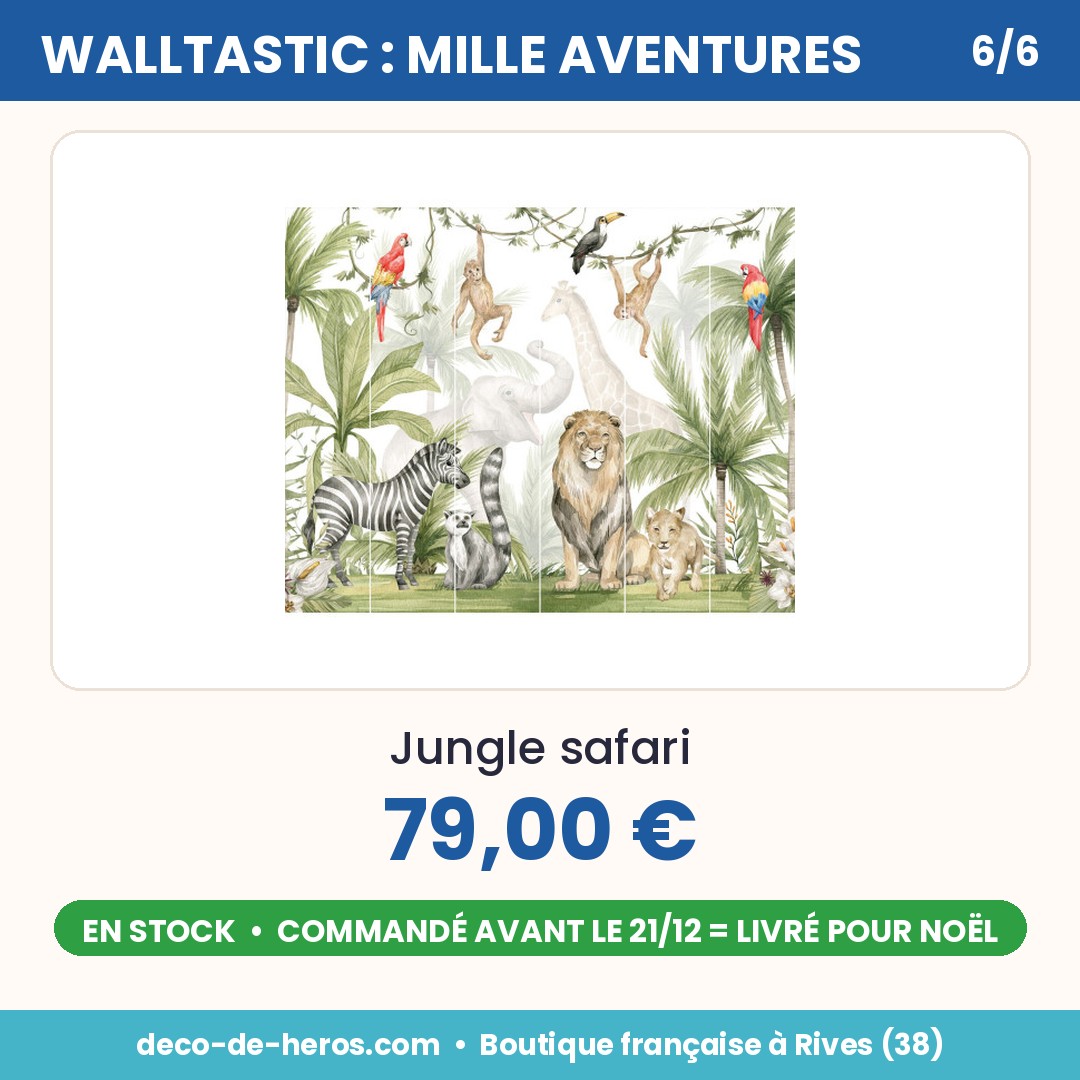 WALLTASTIC : MILLE AVENTURES 6/6
Jungle safari
79,00 €
EN STOCK • COMMANDÉ AVANT LE 21/12 = LIVRÉ POUR NOËL
deco-de-heros.com • Boutique française à Rives (38)